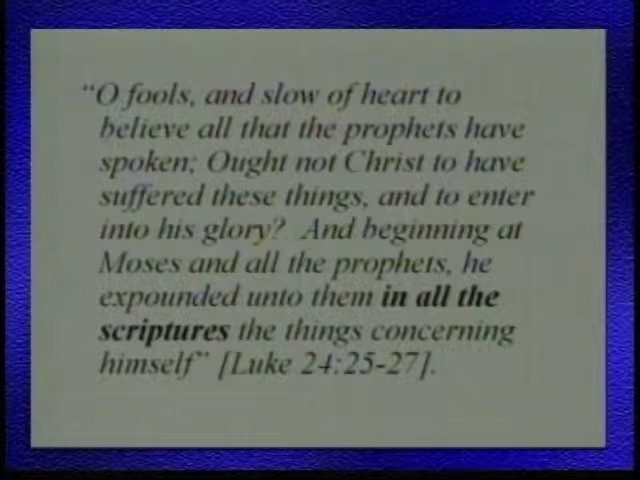 “O fools, and slow of heart to
believe all that the prophets have
spoken; Ought not Christ to have
suffered these things, and to enter
into his glory?  And beginning at
Moses and all the prophets, he
expounded unto them in all the
scriptures the things concerning
himself” [Luke 24:25-27].